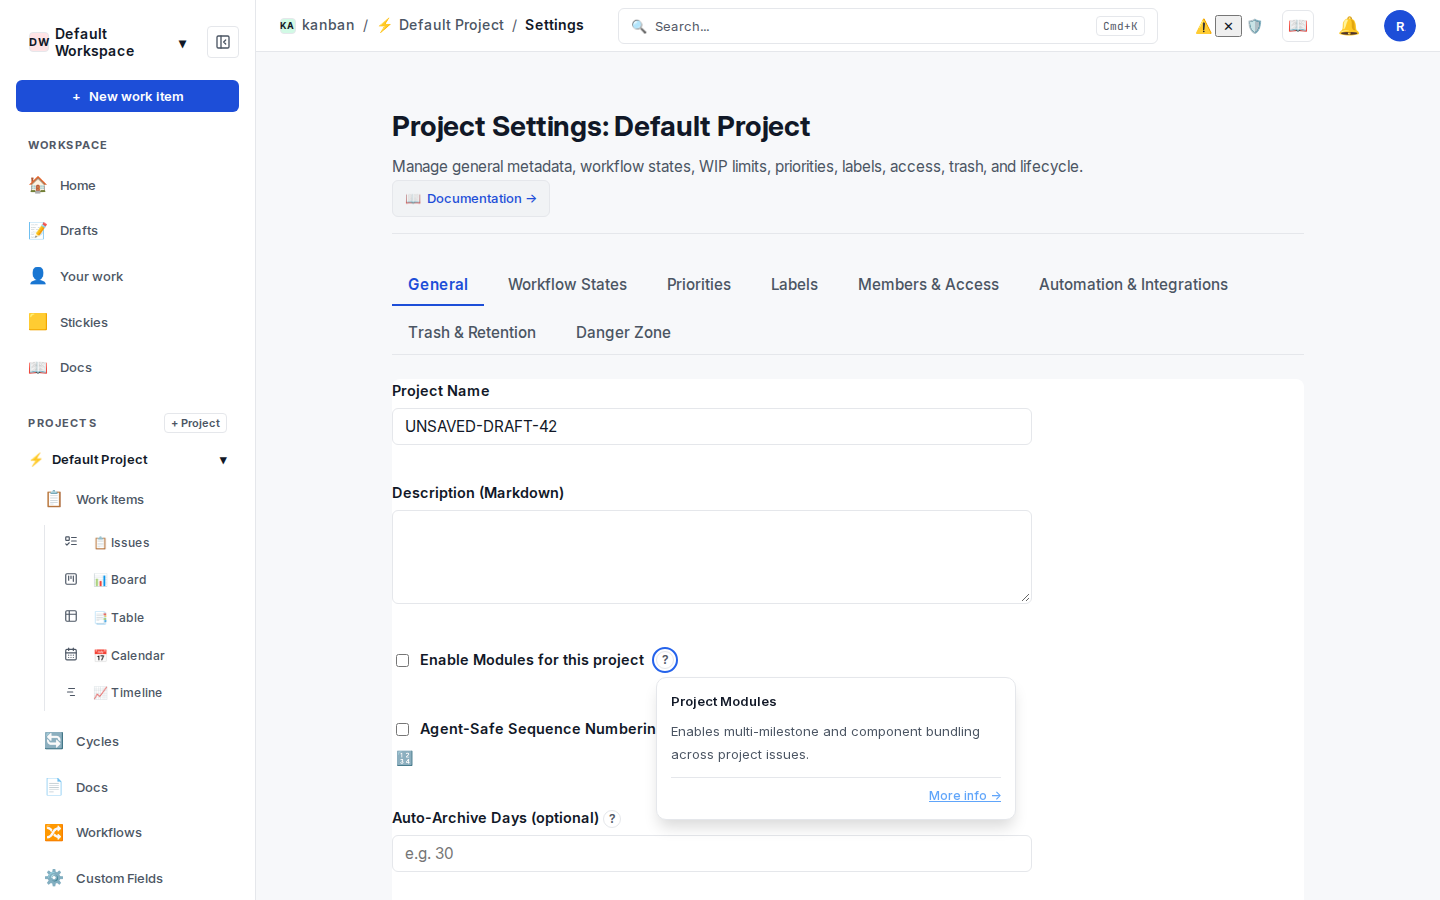 DW Default Workspace ▾
+ New work item
WORKSPACE
Home
Drafts
Your work
Stickies
Docs
PROJECTS + Project
Default Project ▾
Work Items
Issues
Board
Table
Calendar
Timeline
Cycles
Docs
Workflows
Custom Fields
KA kanban / ⚡ Default Project / Settings
Search... Cmd+K
✕
R
Project Settings: Default Project
Manage general metadata, workflow states, WIP limits, priorities, labels, access, trash, and lifecycle.
Documentation →
General Workflow States Priorities Labels Members & Access Automation & Integrations
Trash & Retention Danger Zone
Project Name
UNSAVED-DRAFT-42
Description (Markdown)
Enable Modules for this project ?
Project Modules
Enables multi-milestone and component bundling
across project issues.
More info →
Agent-Safe Sequence Numberin
Auto-Archive Days (optional) ?
e.g. 30